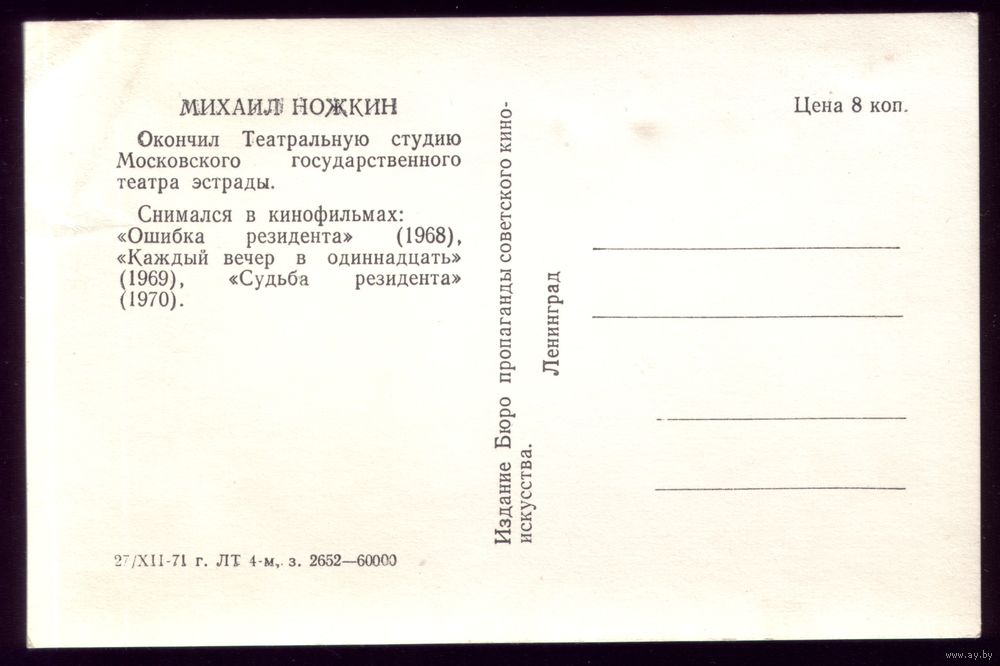 МИХАИЛ НОЖКИН
Окончил Театральную студию
Московского государственного
театра эстрады.
Снимался в кинофильмах:
«Ошибка резидента» (1968),
«Каждый вечер в одиннадцать»
(1969), «Судьба резидента»
(1970).
27/XII-71 г. ЛТ 4-м, з. 2652—60000
Издание Бюро пропаганды советского кино-
искусства.
Ленинград
Цена 8 коп.
www.ay.by